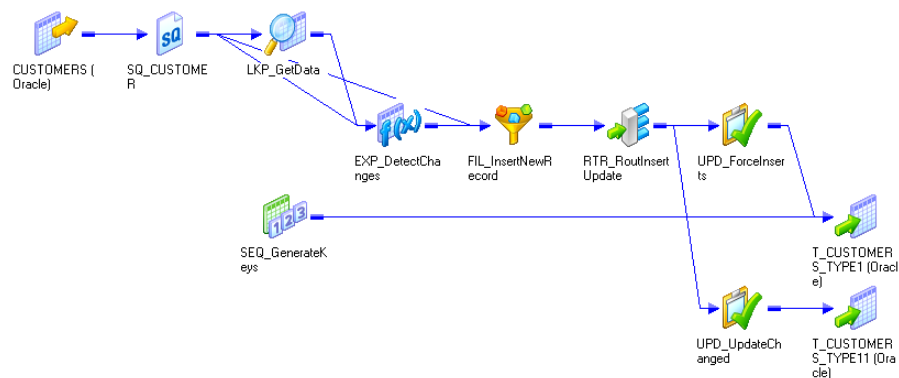 CUSTOMERS (
Oracle)
SQ_CUSTOME
R
LKP_GetData
EXP_DetectCha
nges
FIL_InsertNewR
ecord
RTR_RoutInsert
Update
UPD_ForceInser
ts
SEQ_GenerateK
eys
T_CUSTOMER
S_TYPE1 (Oracl
e)
UPD_UpdateCh
anged
T_CUSTOMER
S_TYPE11 (Ora
cle)